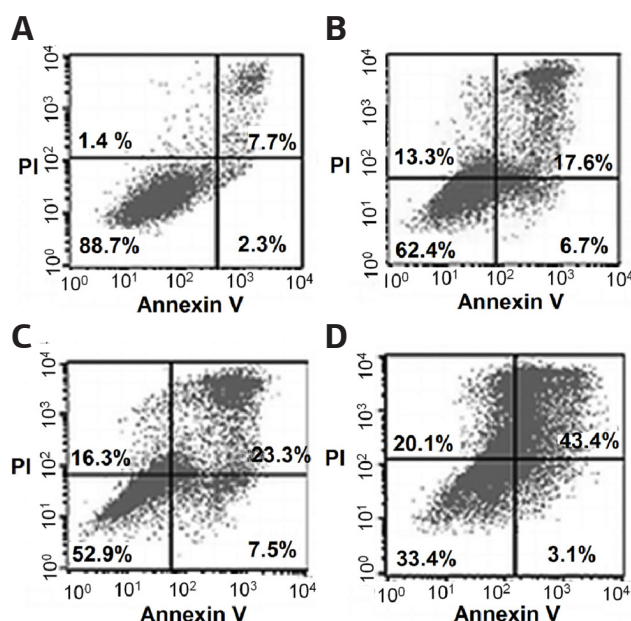 A
PI
10⁴
10³
10²
10¹
10⁰
1.4 %
7.7%
88.7%
2.3%
10⁰ 10¹ 10² 10³ 10⁴
Annexin V
B
PI
10⁴
10³
10²
10¹
10⁰
13.3%
17.6%
62.4%
6.7%
10⁰ 10¹ 10² 10³ 10⁴
Annexin V
C
PI
10⁴
10³
10²
10¹
10⁰
16.3%
23.3%
52.9%
7.5%
10⁰ 10¹ 10² 10³ 10⁴
Annexin V
D
PI
10⁴
10³
10²
10¹
10⁰
20.1%
43.4%
33.4%
3.1%
10⁰ 10¹ 10² 10³ 10⁴
Annexin V